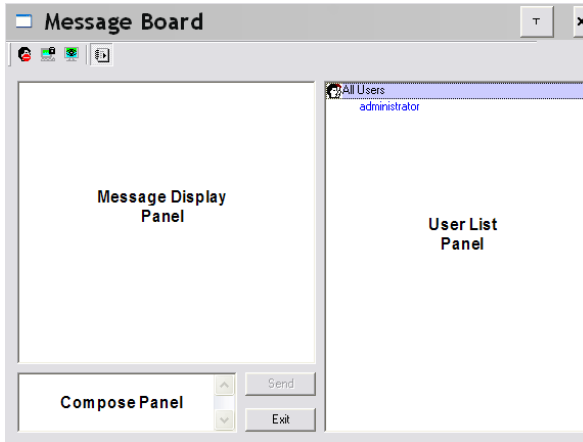 Message Board
T
All Users
administrator
Message Display
Panel
User List
Panel
Compose Panel
Send
Exit